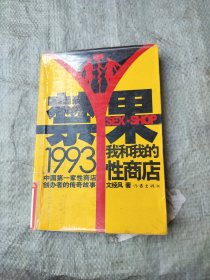 禁果
SEX-SHOP
1993
我和我的
性商店
中国第一家性商店
创办者的传奇故事
文经风 著
作家出版社